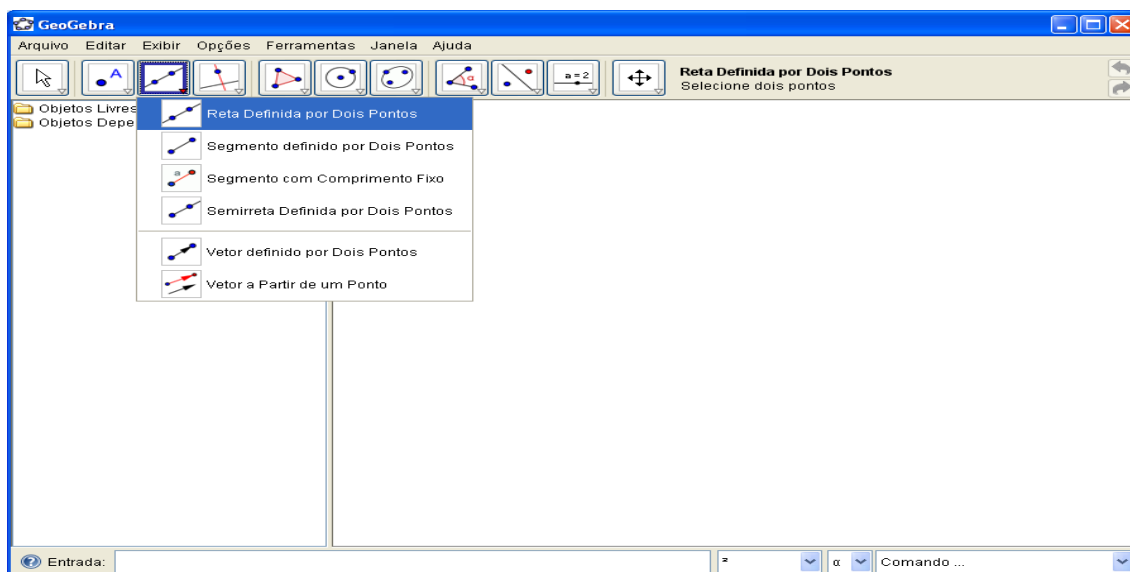 GeoGebra
Arquivo Editar Exibir Opções Ferramentas Janela Ajuda
A
α
a = 2
Reta Definida por Dois Pontos
Selecione dois pontos
Objetos Livres
Objetos Depe
Reta Definida por Dois Pontos
Segmento definido por Dois Pontos
a
Segmento com Comprimento Fixo
Semirreta Definida por Dois Pontos
Vetor definido por Dois Pontos
Vetor a Partir de um Ponto
Entrada: ² α Comando ...